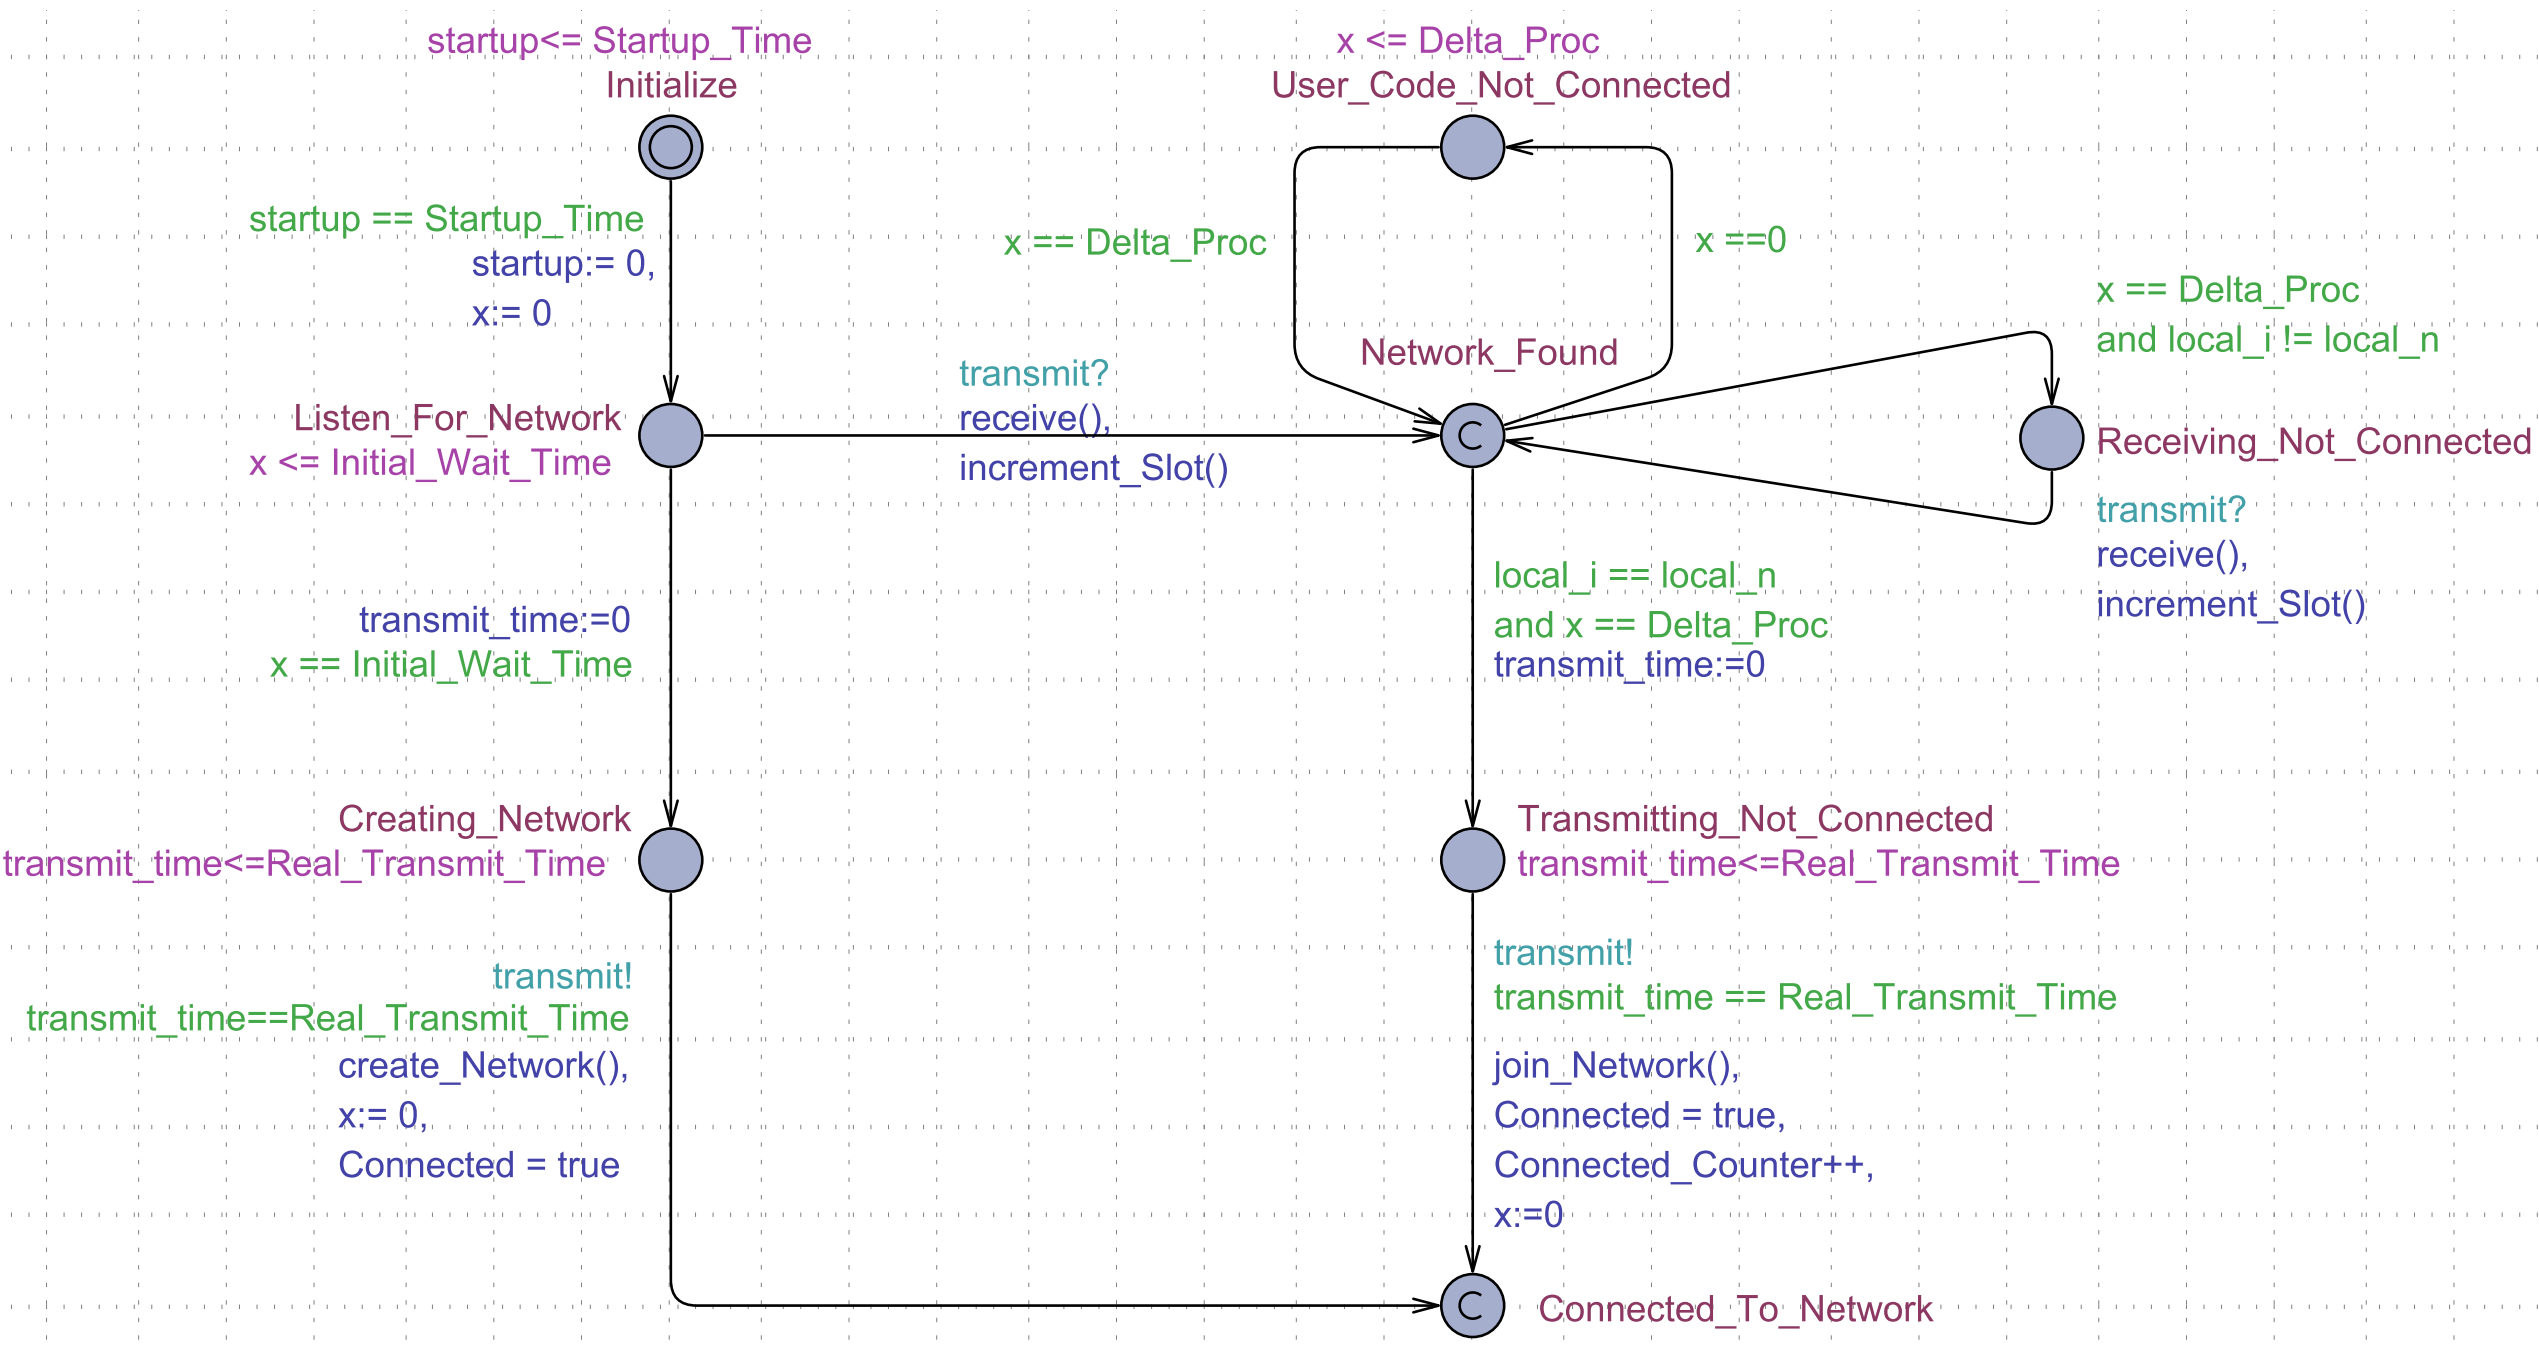 startup<= Startup_Time
Initialize
x <= Delta_Proc
User_Code_Not_Connected
startup == Startup_Time
startup:= 0,
x:= 0
x == Delta_Proc
x ==0
x == Delta_Proc
and local_i != local_n
Network_Found
Listen_For_Network
x <= Initial_Wait_Time
transmit?
receive(),
increment_Slot()
C
Receiving_Not_Connected
transmit?
receive(),
increment_Slot()
transmit_time:=0
x == Initial_Wait_Time
local_i == local_n
and x == Delta_Proc
transmit_time:=0
Creating_Network
transmit_time<=Real_Transmit_Time
Transmitting_Not_Connected
transmit_time<=Real_Transmit_Time
transmit!
transmit_time==Real_Transmit_Time
create_Network(),
x:= 0,
Connected = true
transmit!
transmit_time == Real_Transmit_Time
join_Network(),
Connected = true,
Connected_Counter++,
x:=0
C
Connected_To_Network